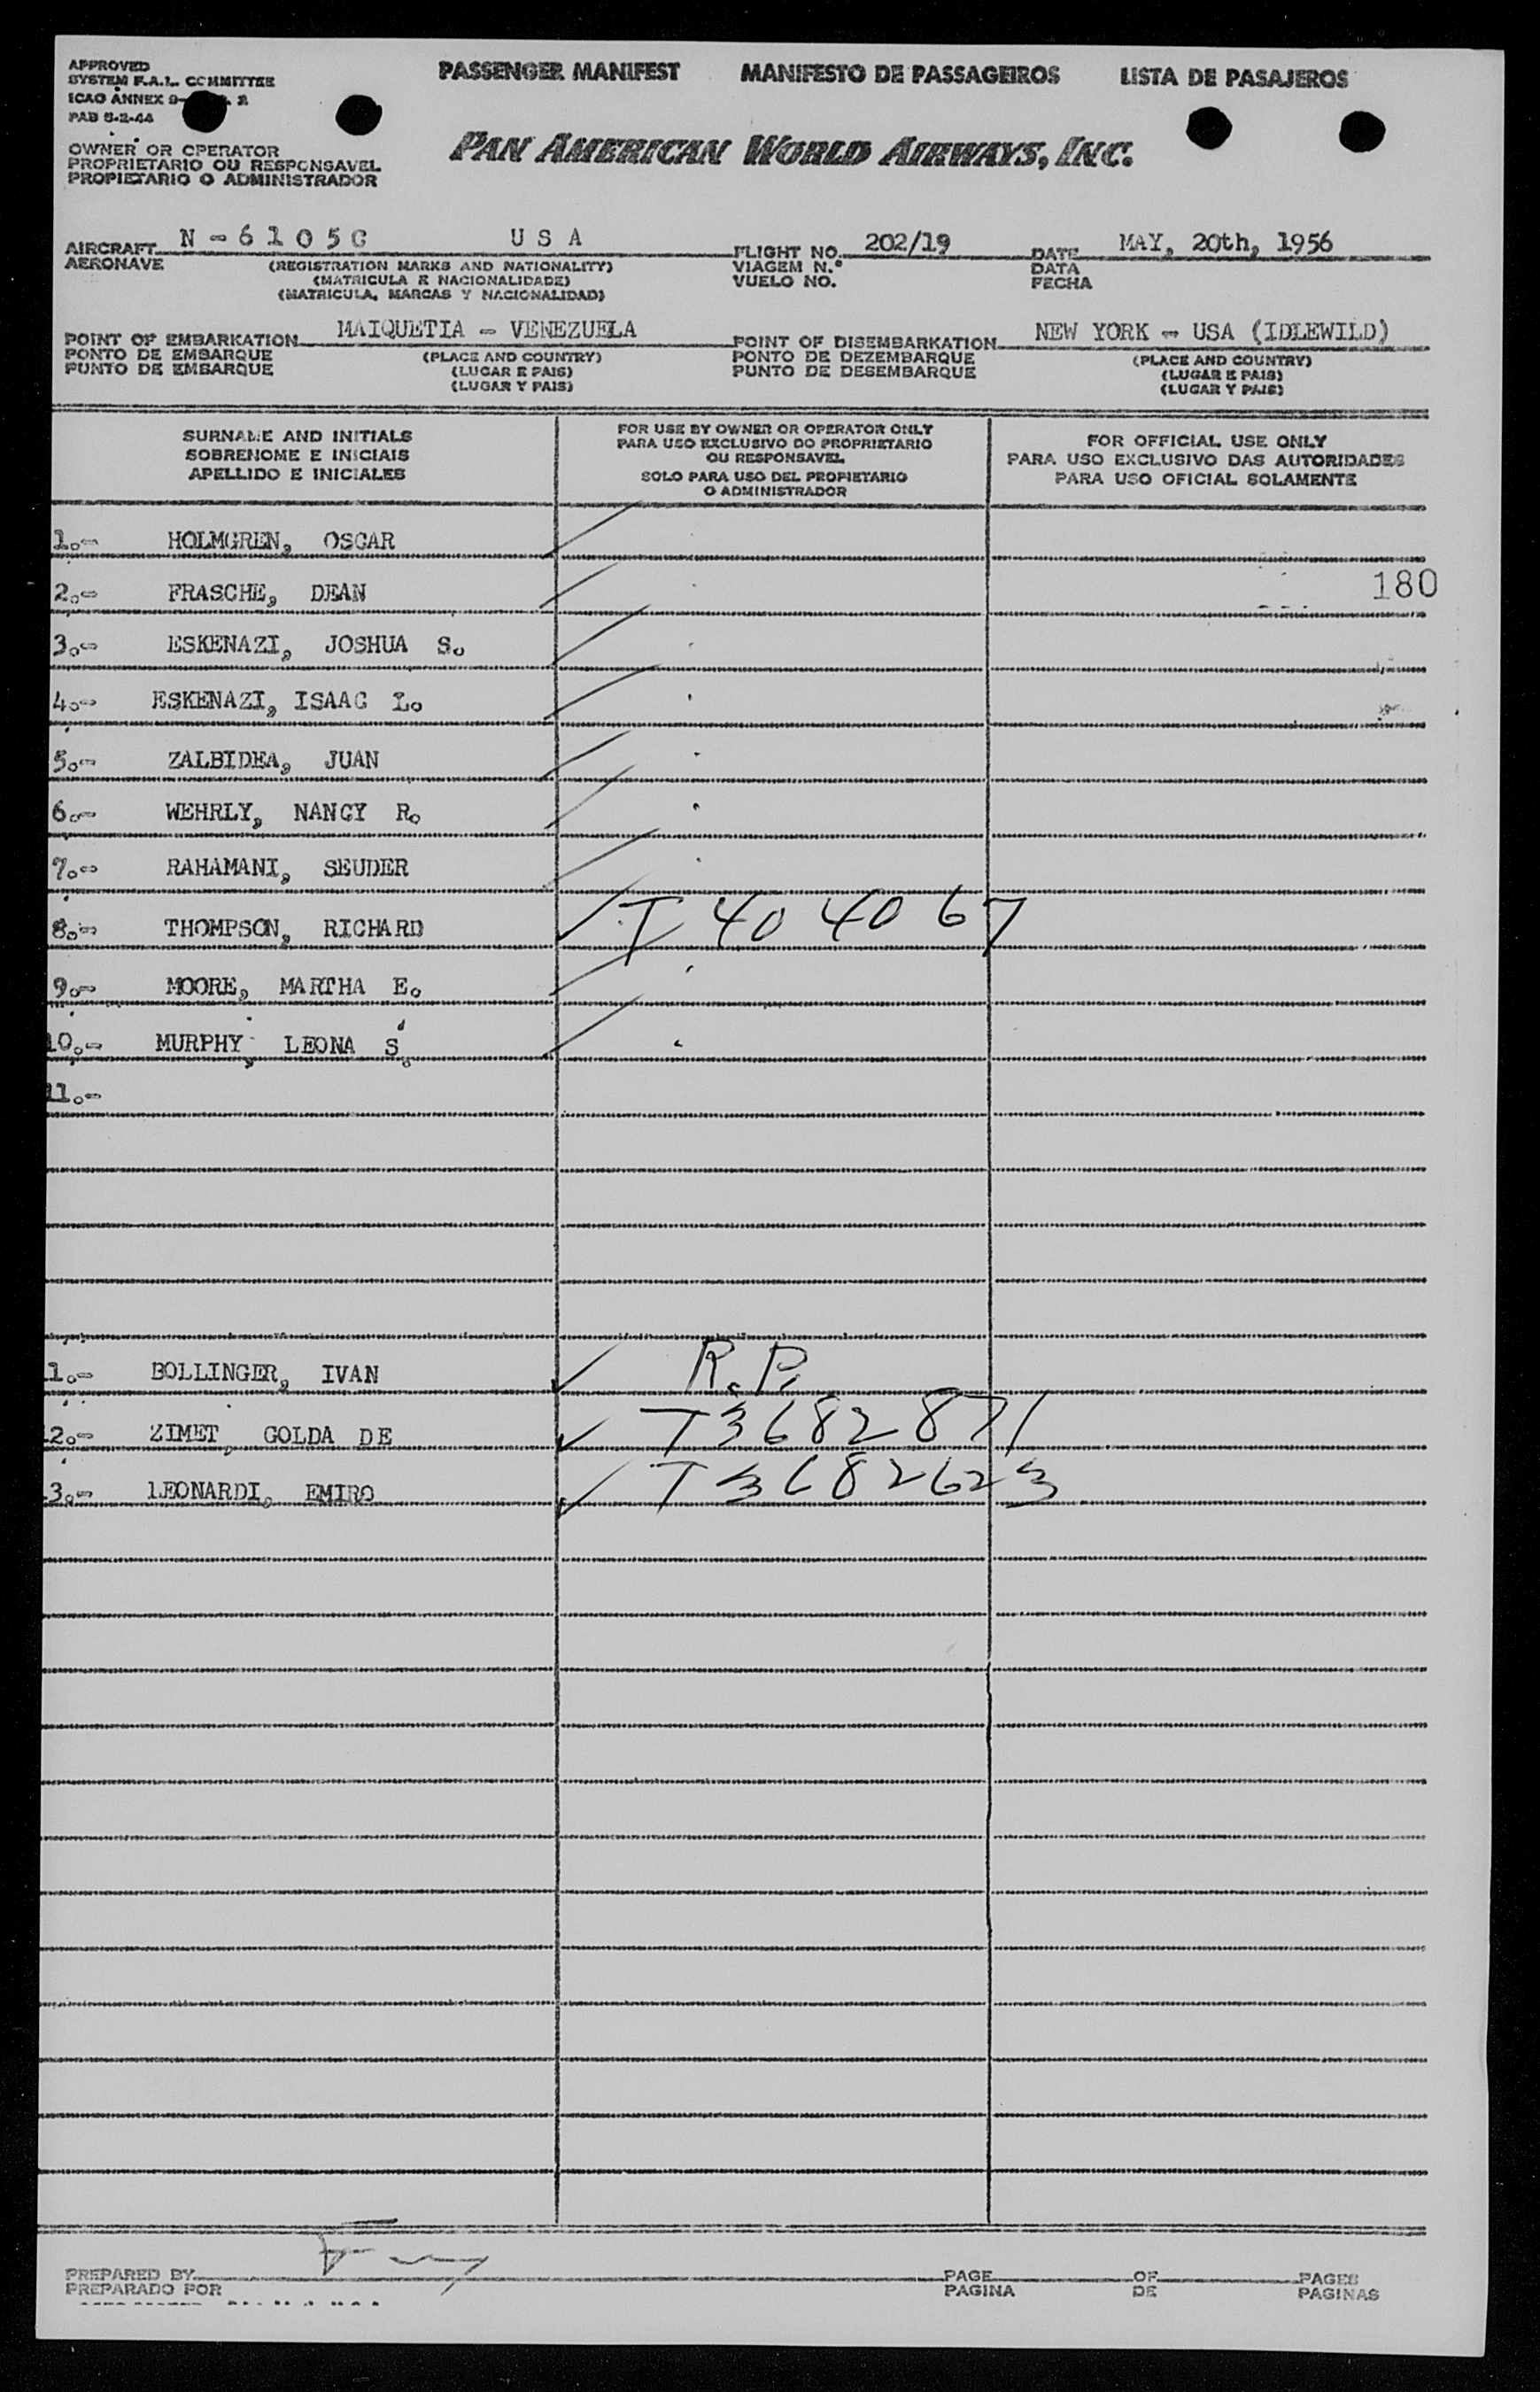 APPROVED
SYSTEM F.A.L. COMMITTEE
ICAO ANNEX 9- 2
PAB 5-2-44
PASSENGER MANIFEST MANIFESTO DE PASSAGEIROS LISTA DE PASAJEROS
PAN AMERICAN WORLD AIRWAYS, INC.
OWNER OR OPERATOR
PROPRIETARIO OU RESPONSAVEL
PROPIETARIO O ADMINISTRADOR
AIRCRAFT N-6105C USA FLIGHT NO. 202/19 DATE MAY, 20th, 1956
AERONAVE (REGISTRATION MARKS AND NATIONALITY) VIAGEM N.° DATA
(MATRICULA E NACIONALIDADE) VUELO NO. FECHA
(MATRICULA, MARCAS Y NACIONALIDAD)
POINT OF EMBARKATION MAIQUETIA - VENEZUELA POINT OF DISEMBARKATION NEW YORK - USA (IDLEWILD)
PONTO DE EMBARQUE (PLACE AND COUNTRY) PONTO DE DEZEMBARQUE (PLACE AND COUNTRY)
PUNTO DE EMBARQUE (LUGAR E PAIS) PUNTO DE DESEMBARQUE (LUGAR E PAIS)
(LUGAR Y PAIS) (LUGAR Y PAIS)
SURNAME AND INITIALS
SOBRENOME E INICIAIS
APELLIDO E INICIALES
FOR USE BY OWNER OR OPERATOR ONLY
PARA USO EXCLUSIVO DO PROPRIETARIO
OU RESPONSAVEL
SOLO PARA USO DEL PROPIETARIO
O ADMINISTRADOR
FOR OFFICIAL USE ONLY
PARA USO EXCLUSIVO DAS AUTORIDADES
PARA USO OFICIAL SOLAMENTE
1.- HOLMGREN, OSCAR
2.- FRASCHE, DEAN 180
3.- ESKENAZI, JOSHUA S.
4.- ESKENAZI, ISAAC L.
5.- ZALBIDEA, JUAN
6.- WEHRLY, NANCY R.
7.- RAHAMANI, SEUDER
8.- THOMPSON, RICHARD I 404067
9.- MOORE, MARTHA E.
10.- MURPHY, LEONA S.
11.-
1.- BOLLINGER, IVAN R.P.
2.- ZIMET, GOLDA DE T3682871
3.- LEONARDI, EMIRO T3682623
PREPARED BY PAGE OF PAGES
PREPARADO POR PAGINA DE PAGINAS